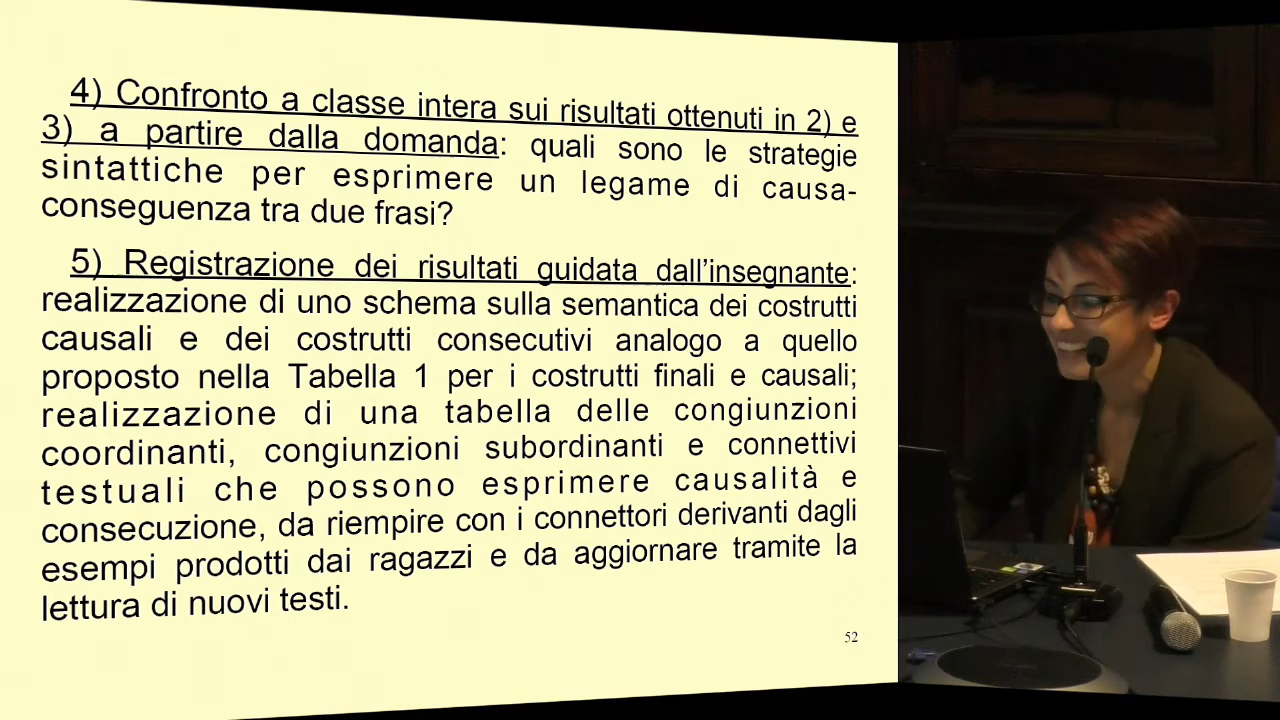 4) Confronto a classe intera sui risultati ottenuti in 2) e
3) a partire dalla domanda: quali sono le strategie
sintattiche per esprimere un legame di causa-
conseguenza tra due frasi?
5) Registrazione dei risultati guidata dall’insegnante:
realizzazione di uno schema sulla semantica dei costrutti
causali e dei costrutti consecutivi analogo a quello
proposto nella Tabella 1 per i costrutti finali e causali;
realizzazione di una tabella delle congiunzioni
coordinanti, congiunzioni subordinanti e connettivi
testuali che possono esprimere causalità e
consecuzione, da riempire con i connettori derivanti dagli
esempi prodotti dai ragazzi e da aggiornare tramite la
lettura di nuovi testi.
52